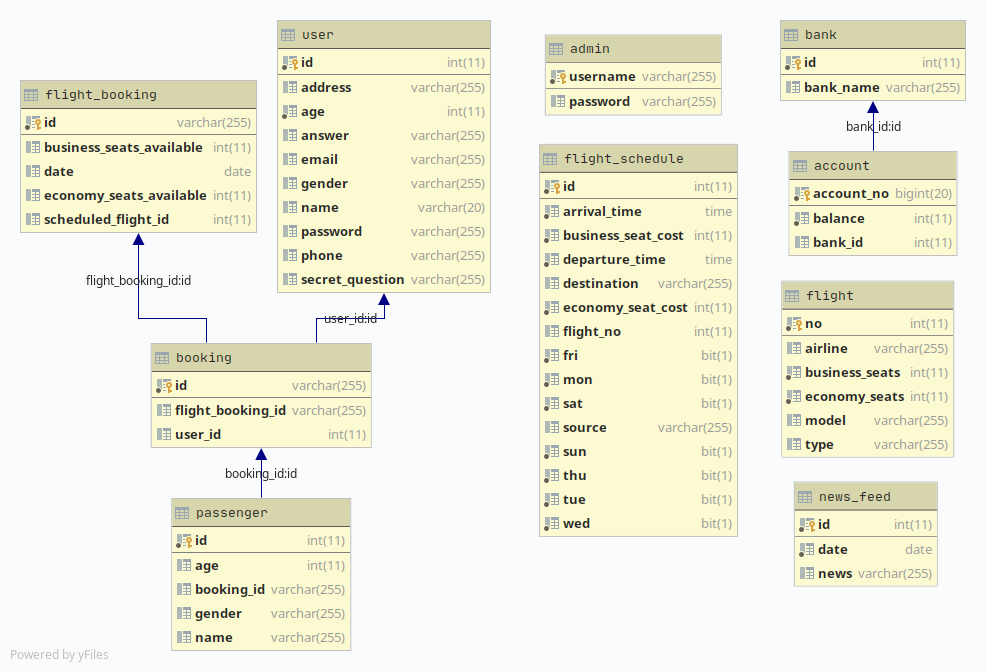 flight_booking
id varchar(255)
business_seats_available int(11)
date date
economy_seats_available int(11)
scheduled_flight_id int(11)
user
id int(11)
address varchar(255)
age int(11)
answer varchar(255)
email varchar(255)
gender varchar(255)
name varchar(20)
password varchar(255)
phone varchar(255)
secret_question varchar(255)
flight_booking_id:id
user_id:id
booking
id varchar(255)
flight_booking_id varchar(255)
user_id int(11)
booking_id:id
passenger
id int(11)
age int(11)
booking_id varchar(255)
gender varchar(255)
name varchar(255)
admin
username varchar(255)
password varchar(255)
flight_schedule
id int(11)
arrival_time time
business_seat_cost int(11)
departure_time time
destination varchar(255)
economy_seat_cost int(11)
flight_no int(11)
fri bit(1)
mon bit(1)
sat bit(1)
source varchar(255)
sun bit(1)
thu bit(1)
tue bit(1)
wed bit(1)
bank
id int(11)
bank_name varchar(255)
bank_id:id
account
account_no bigint(20)
balance int(11)
bank_id int(11)
flight
no int(11)
airline varchar(255)
business_seats int(11)
economy_seats int(11)
model varchar(255)
type varchar(255)
news_feed
id int(11)
date date
news varchar(255)
Powered by yFiles